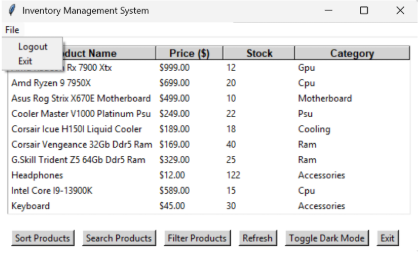 Inventory Management System
File
Logout
Exit
Product Name Price ($) Stock Category
Rx 7900 Xtx $999.00 12 Gpu
Amd Ryzen 9 7950X $699.00 20 Cpu
Asus Rog Strix X670E Motherboard $499.00 10 Motherboard
Cooler Master V1000 Platinum Psu $249.00 22 Psu
Corsair Icue H150I Liquid Cooler $189.00 18 Cooling
Corsair Vengeance 32Gb Ddr5 Ram $169.00 40 Ram
G.Skill Trident Z5 64Gb Ddr5 Ram $329.00 25 Ram
Headphones $12.00 122 Accessories
Intel Core I9-13900K $589.00 15 Cpu
Keyboard $45.00 30 Accessories
Sort Products Search Products Filter Products Refresh Toggle Dark Mode Exit